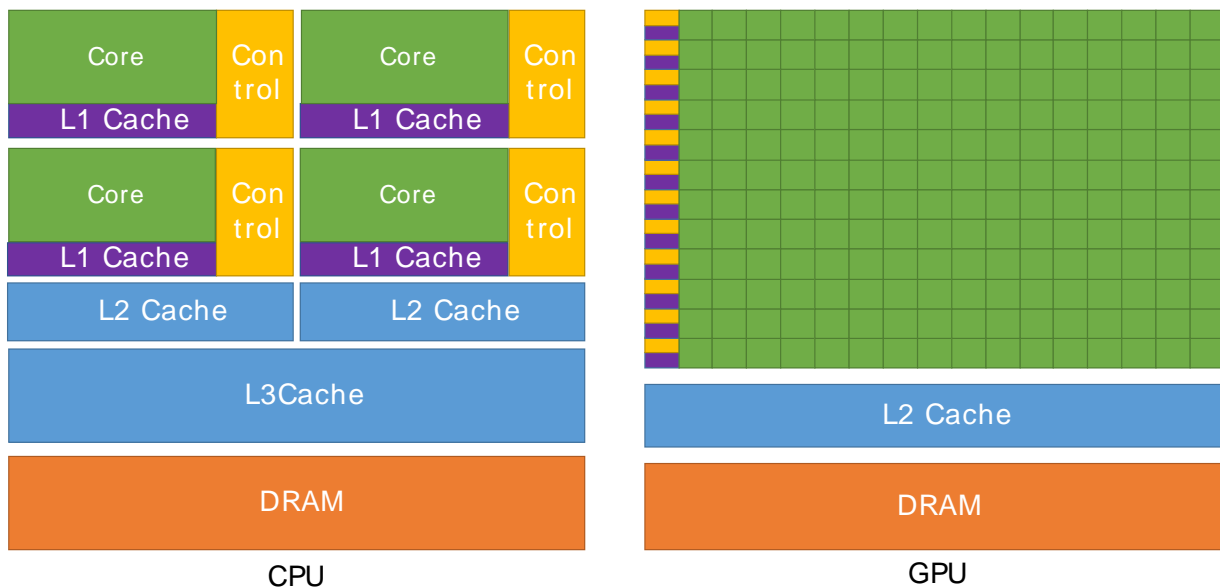 Core
Con
trol
Core
Con
trol
L1 Cache
L1 Cache
Core
Con
trol
Core
Con
trol
L1 Cache
L1 Cache
L2 Cache
L2 Cache
L3Cache
L2 Cache
DRAM
DRAM
CPU
GPU